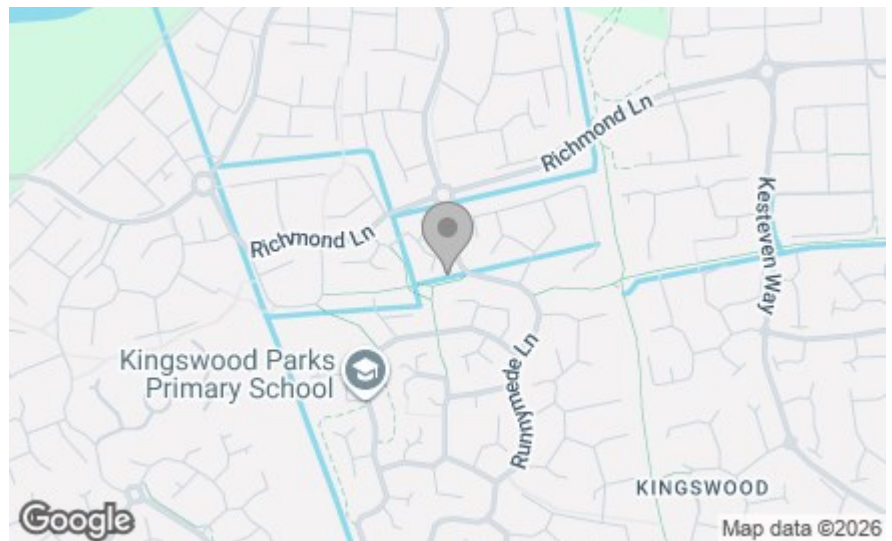 Richmond Ln
Kesteven Way
Richmond Ln
Kingswood Parks
Primary School
Runnymede Ln
KINGSWOOD
Google
Map data ©2026